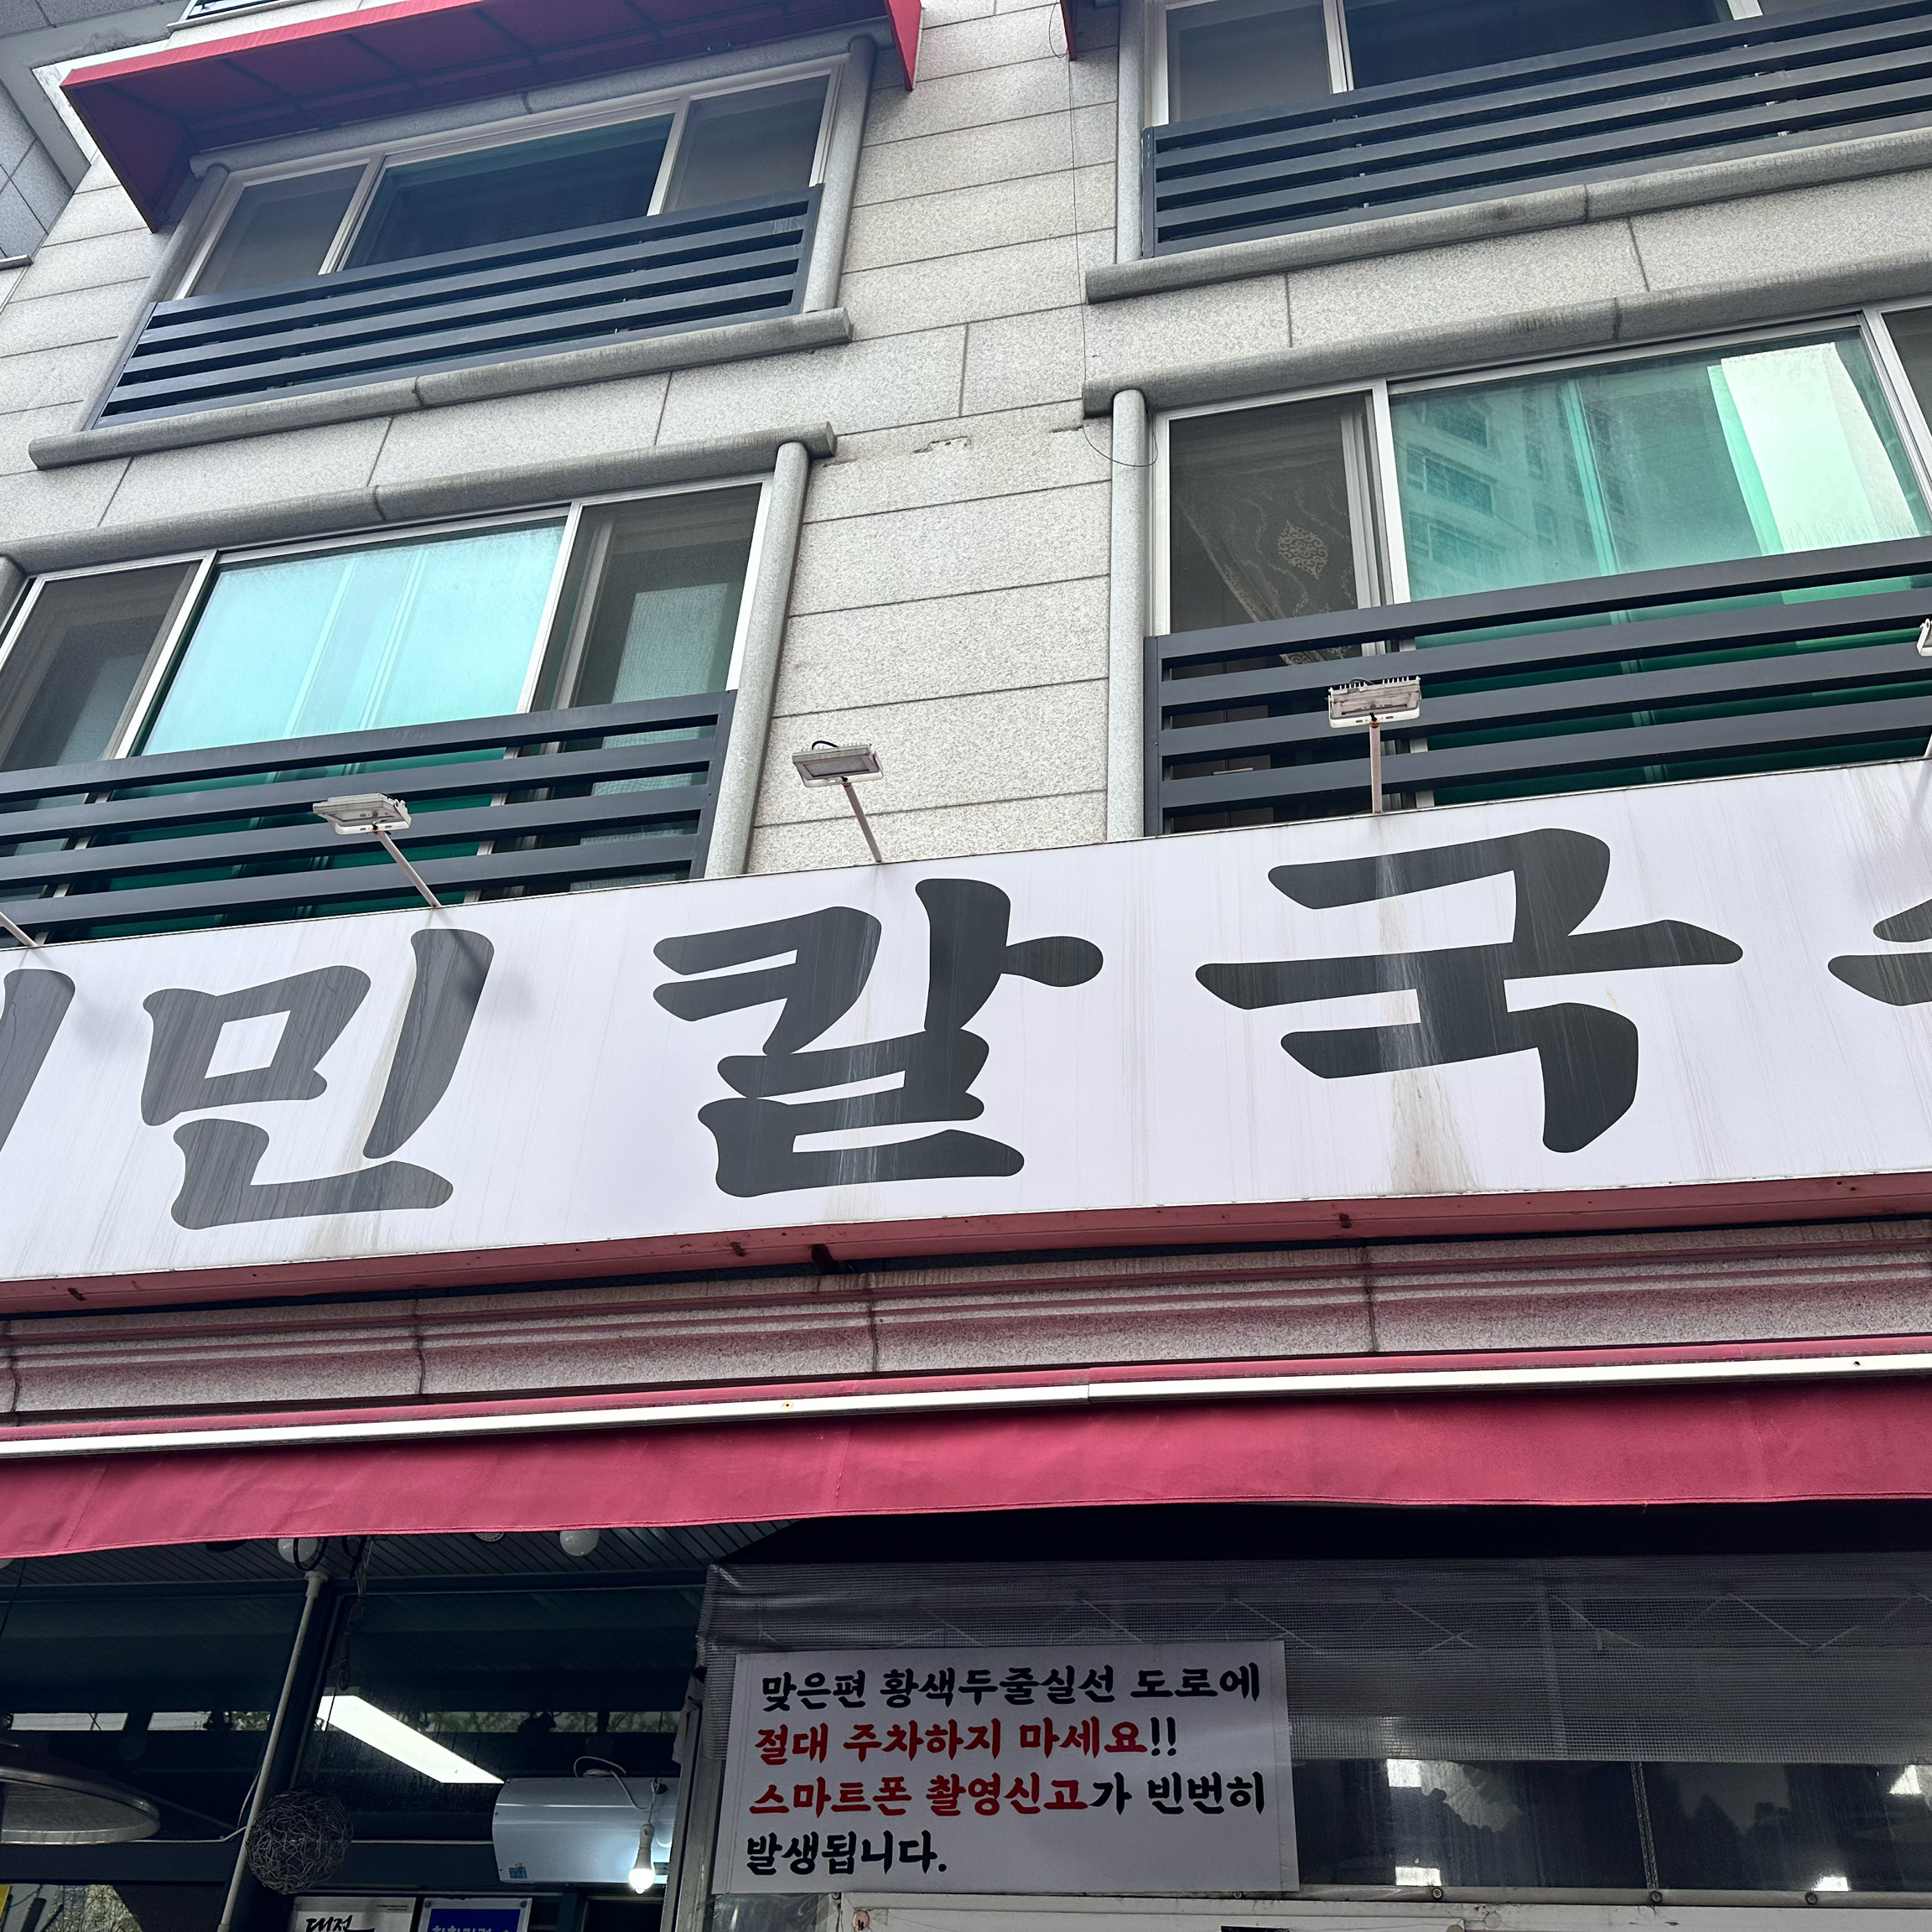 민칼국
맞은편 황색두줄실선 도로에
절대 주차하지 마세요!!
스마트폰 촬영신고가 빈번히
발생됩니다.
대전